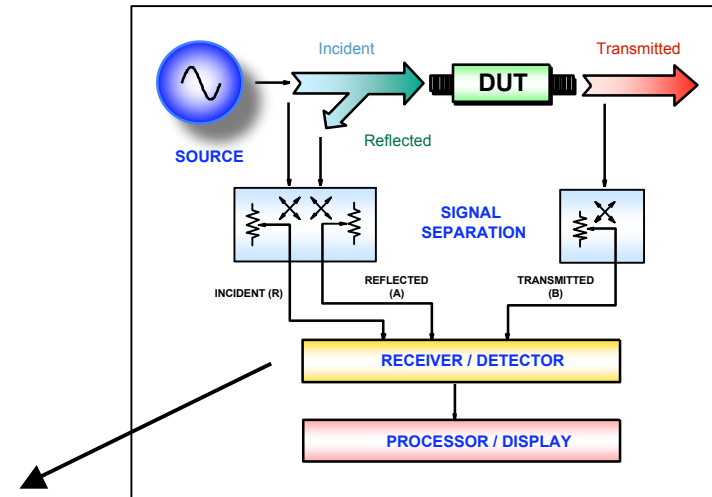 Incident
Transmitted
DUT
Reflected
SOURCE
SIGNAL
SEPARATION
INCIDENT (R)
REFLECTED
(A)
TRANSMITTED
(B)
RECEIVER / DETECTOR
PROCESSOR / DISPLAY